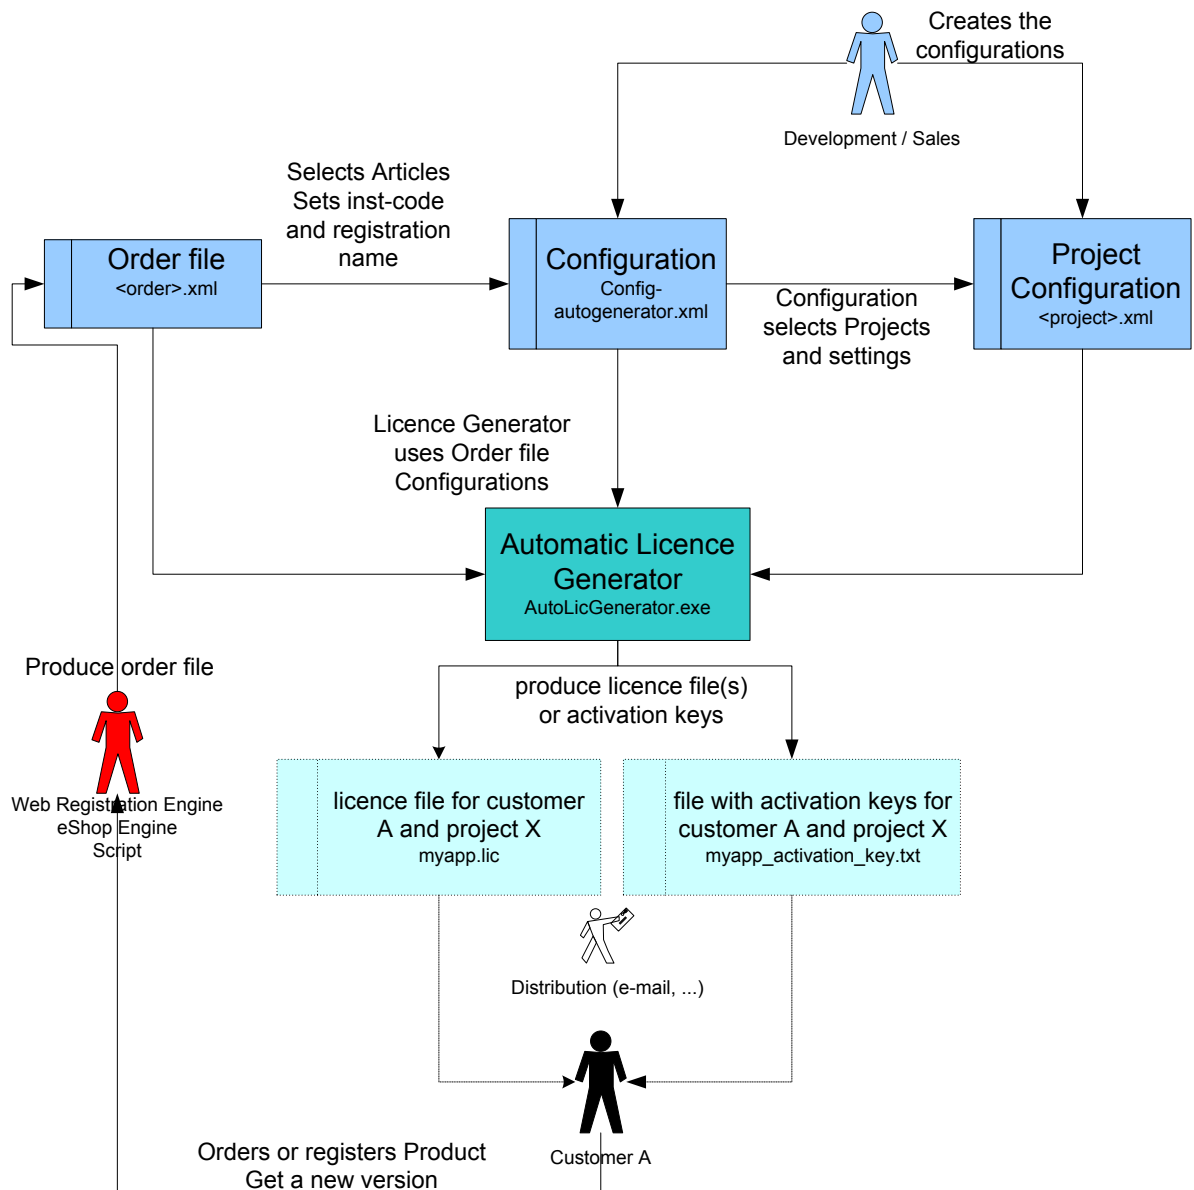 Creates the
configurations
Development / Sales
Selects Articles
Sets inst-code
and registration
name
Order file
<order>.xml
Configuration
Config-
autogenerator.xml
Configuration
selects Projects
and settings
Project
Configuration
<project>.xml
Licence Generator
uses Order file
Configurations
Automatic Licence
Generator
AutoLicGenerator.exe
Produce order file
Web Registration Engine
eShop Engine
Script
produce licence file(s)
or activation keys
licence file for customer
A and project X
myapp.lic
file with activation keys for
customer A and project X
myapp_activation_key.txt
Distribution (e-mail, ...)
Customer A
Orders or registers Product
Get a new version